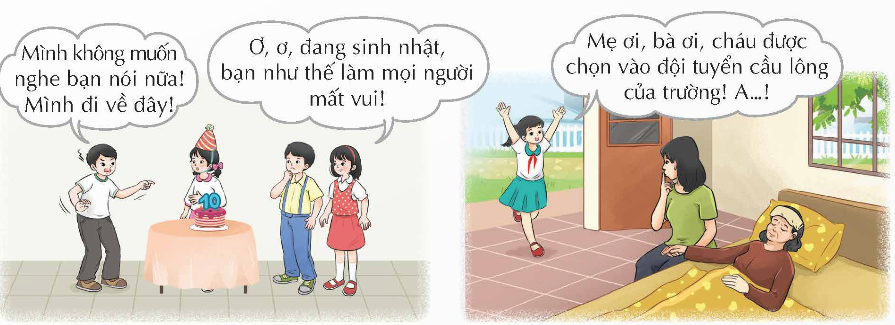 Mình không muốn
nghe bạn nói nữa!
Mình đi về đây!
Ơ, ơ, đang sinh nhật,
bạn như thế làm mọi người
mất vui!
Mẹ ơi, bà ơi, cháu được
chọn vào đội tuyển cầu lông
của trường! A...!
10